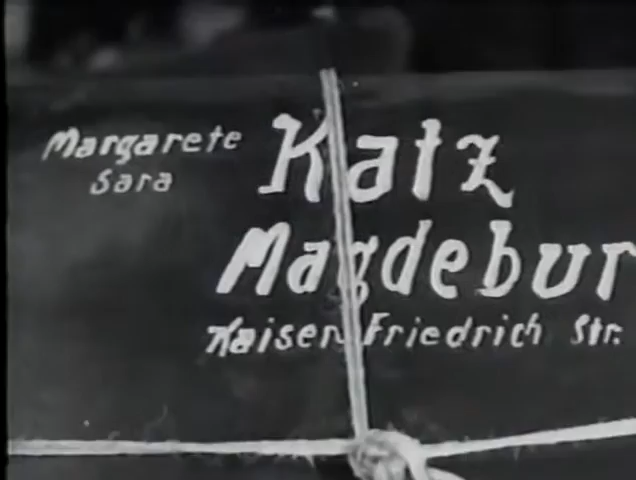 Margarete Katz
Sara
Magdebur
Kaiser Friedrich Str.